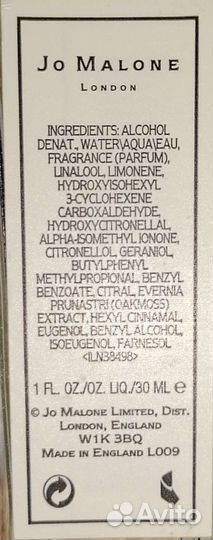 JO MALONE
LONDON
INGREDIENTS: ALCOHOL
DENAT., WATER\AQUA\EAU,
FRAGRANCE (PARFUM),
LINALOOL, LIMONENE,
HYDROXYISOHEXYL
3-CYCLOHEXENE
CARBOXALDEHYDE,
HYDROXYCITRONELLAL,
ALPHA-ISOMETHYL IONONE,
CITRONELLOL, GERANIOL,
BUTYLPHENYL
METHYLPROPIONAL, BENZYL
BENZOATE, CITRAL, EVERNIA
PRUNASTRI (OAKMOSS)
EXTRACT, HEXYL CINNAMAL,
EUGENOL, BENZYL ALCOHOL,
ISOEUGENOL, FARNESOL
<ILN38498>
1 FL. OZ./OZ. LIQ./30 ML ℮
© JO MALONE LIMITED, DIST.
LONDON, ENGLAND
W1K 3BQ
MADE IN ENGLAND L009
Avito